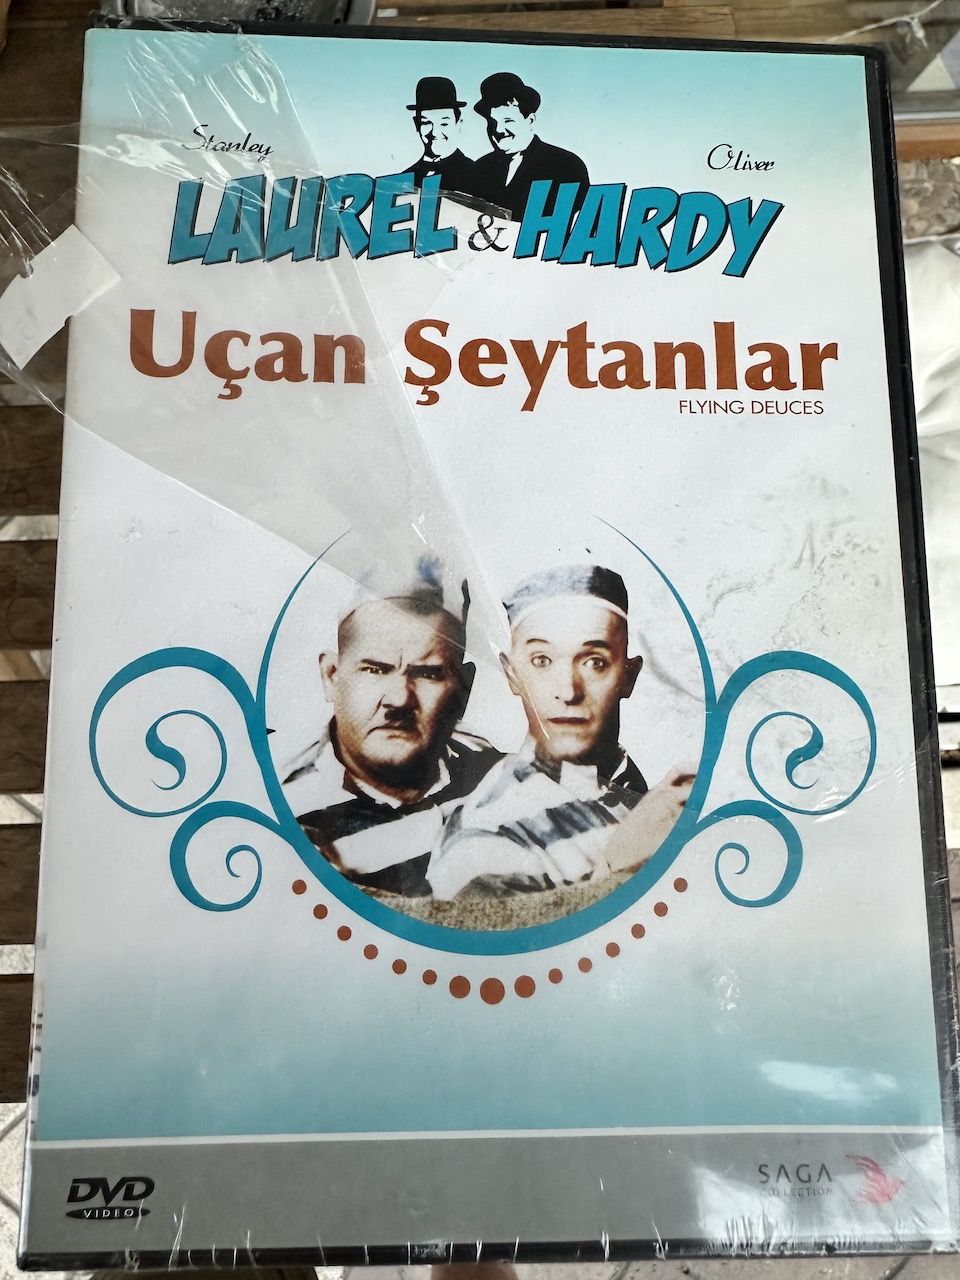 Stanley
Oliver
LAUREL & HARDY
Uçan Şeytanlar
FLYING DEUCES
DVD
VIDEO
SAGA
COLLECTION